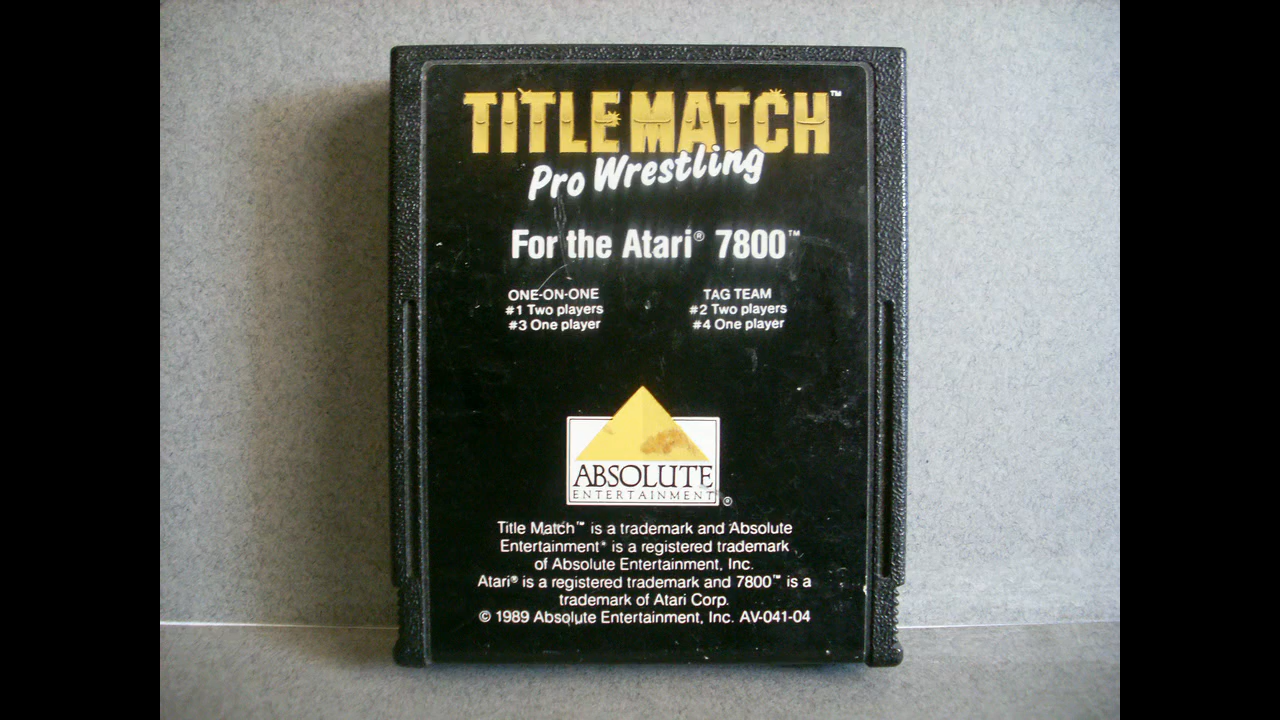 TITLE MATCH™
Pro Wrestling
For the Atari® 7800™
ONE-ON-ONE
#1 Two players
#3 One player
TAG TEAM
#2 Two players
#4 One player
ABSOLUTE
ENTERTAINMENT®
Title Match™ is a trademark and Absolute
Entertainment® is a registered trademark
of Absolute Entertainment, Inc.
Atari® is a registered trademark and 7800™ is a
trademark of Atari Corp.
© 1989 Absolute Entertainment, Inc. AV-041-04